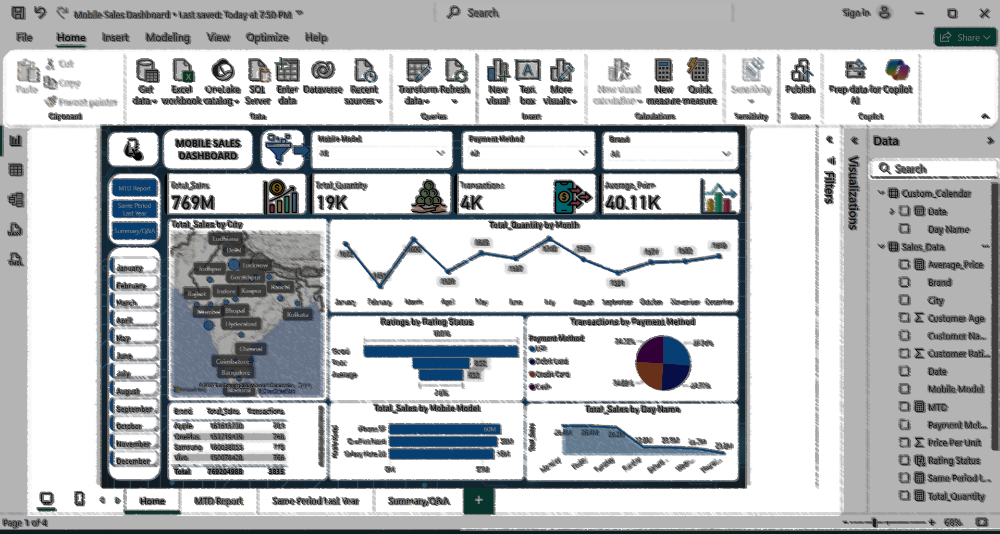 Mobile Sales Dashboard • Last saved: Today at 7:50 PM
Search
Sign in
File Home Insert Modeling View Optimize Help
Share
Paste
Cut
Copy
Format painter
Clipboard
Get data
Excel workbook
OneLake catalog
SQL Server
Enter data
Dataverse
Recent sources
Data
Transform data
Refresh
Queries
New visual
Text box
More visuals
Insert
New visual calculation
New measure
Quick measure
Calculations
Sensitivity
Sensitivity
Publish
Share
Prep data for AI
Copilot
Copilot
MOBILE SALES
DASHBOARD
Mobile Model
All
Payment Method
All
Brand
All
MTD Report
Same Period
Last Year
Summary/Q&A
Total_Sales
769M
Total_Quantity
19K
Transactions
4K
Average_Price
40.11K
January
February
March
April
May
June
July
August
September
October
November
December
Total_Sales by City
Ludhiana
Delhi
Lucknow
Jodhpur
Gorakhpur
Ranchi
Rajkot
Indore
Kanpur
Mumbai
Bhopal
Kolkata
Hyderabad
Chennai
Coimbatore
Bangalore
Madurai
Microsoft Bing
© 2025 TomTom, © 2025 Microsoft Corporation, Terms
© OpenStreetMap
Total_Quantity by Month
1672
1451
1696
1528
1625
1597
1700
1592
1521
1577
1582
1609
January February March April May June July August September October November December
Ratings by Rating Status
100%
Good
Poor 852
Average 652
28%
Transactions by Payment Method
Payment Method
UPI
Debit Card
Credit Card
Cash
24.22%
26.36%
24.69%
24.72%
Brand Total_Sales Transactions
Apple 161615730 783
OnePlus 153719439 768
Samsung 160038055 775
Vivo 150078428 766
Total 769204988 3835
Total_Sales by Mobile Model
Mobile Model
iPhone SE 60M
OnePlus Nord 58M
Galaxy Note 20 56M
0M 50M
Total_Sales by Day Name
Total_Sales
26.4M
26.4M
26.2M
23.9M
23.7M
23.2M
Monday
Friday
Filters
Visualizations
Data
Search
Custom_Calendar
Date
Day Name
Sales_Data
Average_Price
Brand
City
Customer Age
Customer Na...
Customer Rati...
Date
Mobile Model
MTD
Payment Met...
Price Per Unit
Rating Status
Same Period L...
Total_Quantity
Home
MTD Report
Same Period Last Year
Summary/Q&A
+
Page 1 of 4
68%